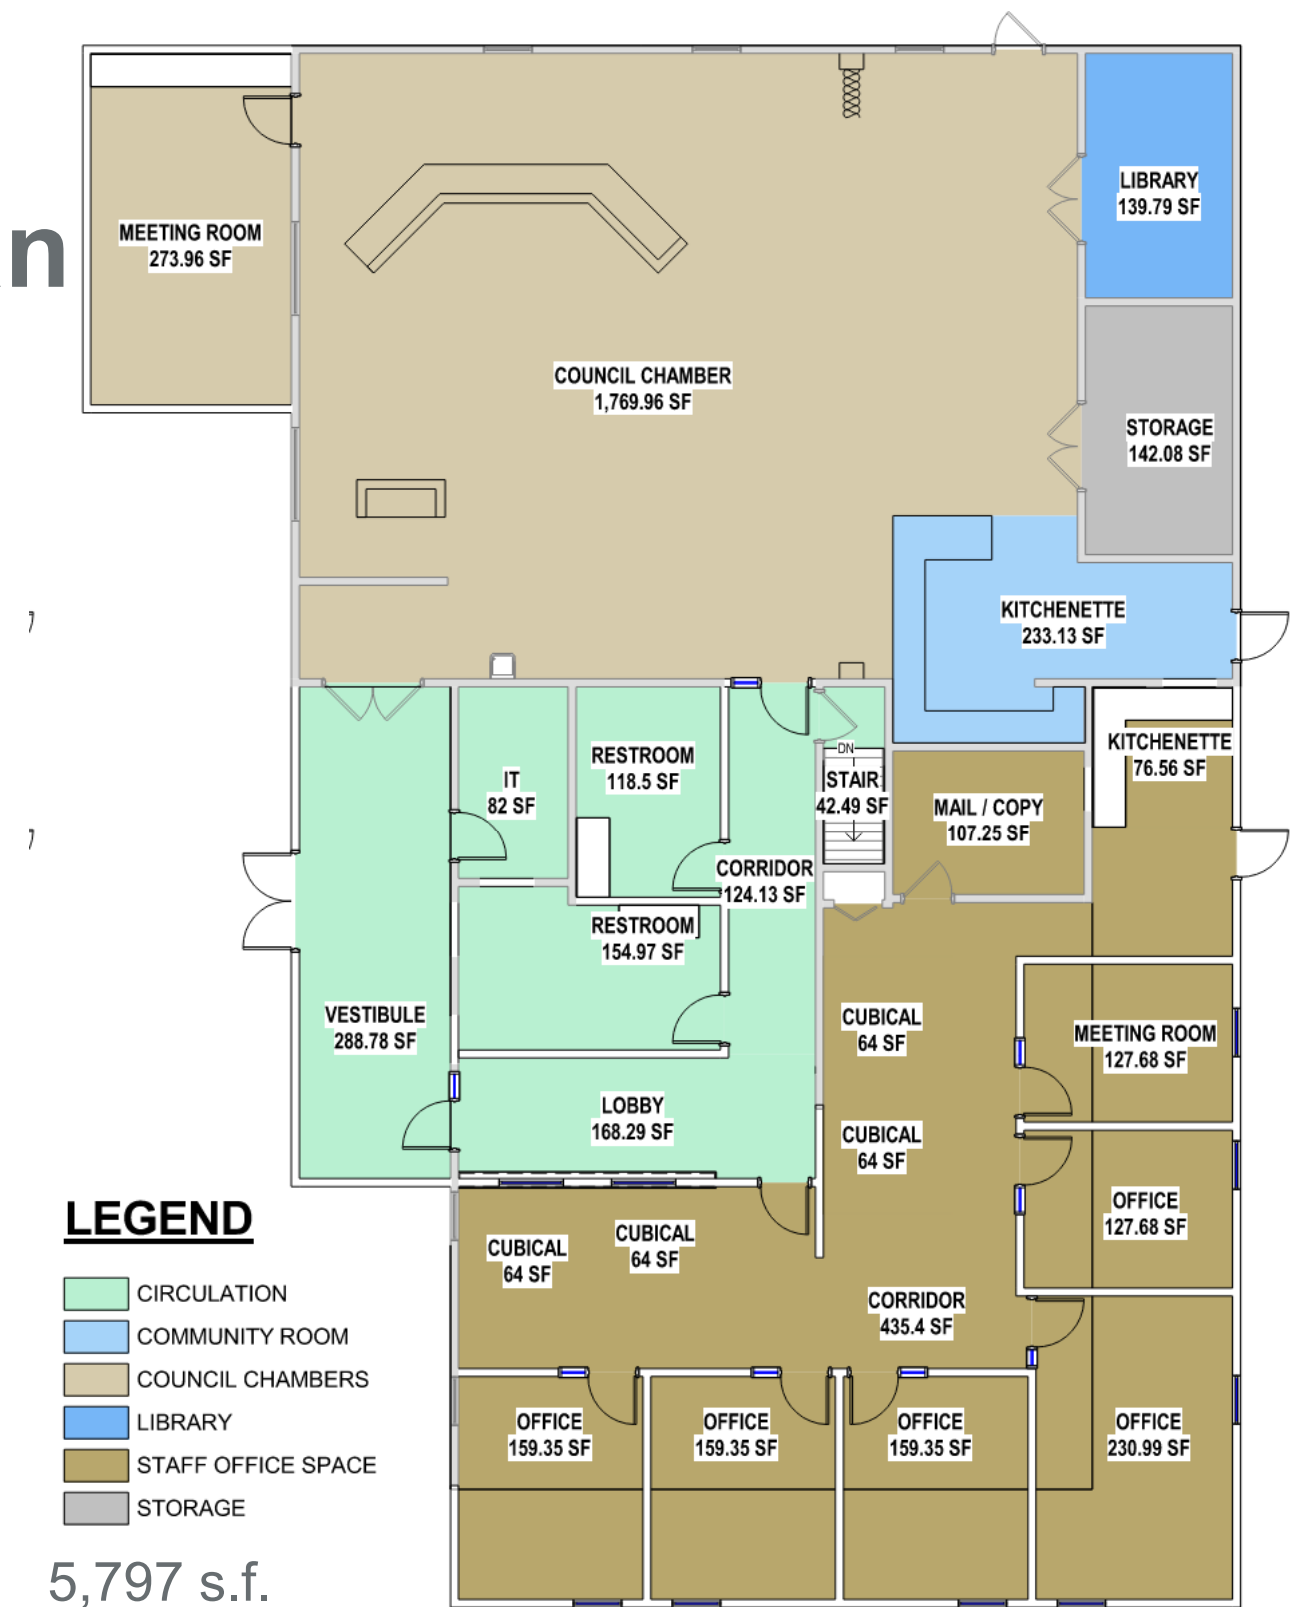 LIBRARY
139.79 SF
MEETING ROOM
273.96 SF
n
COUNCIL CHAMBER
1,769.96 SF
STORAGE
142.08 SF
KITCHENETTE
233.13 SF
,
KITCHENETTE
76.56 SF
RESTROOM
118.5 SF
IT
82 SF
DN
STAIR
42.49 SF
MAIL / COPY
107.25 SF
,
CORRIDOR
124.13 SF
RESTROOM
154.97 SF
VESTIBULE
288.78 SF
CUBICAL
64 SF
MEETING ROOM
127.68 SF
LOBBY
168.29 SF
CUBICAL
64 SF
OFFICE
127.68 SF
CUBICAL
64 SF
CUBICAL
64 SF
CORRIDOR
435.4 SF
OFFICE
159.35 SF
OFFICE
159.35 SF
OFFICE
159.35 SF
OFFICE
230.99 SF
LEGEND
CIRCULATION
COMMUNITY ROOM
COUNCIL CHAMBERS
LIBRARY
STAFF OFFICE SPACE
STORAGE
5,797 s.f.